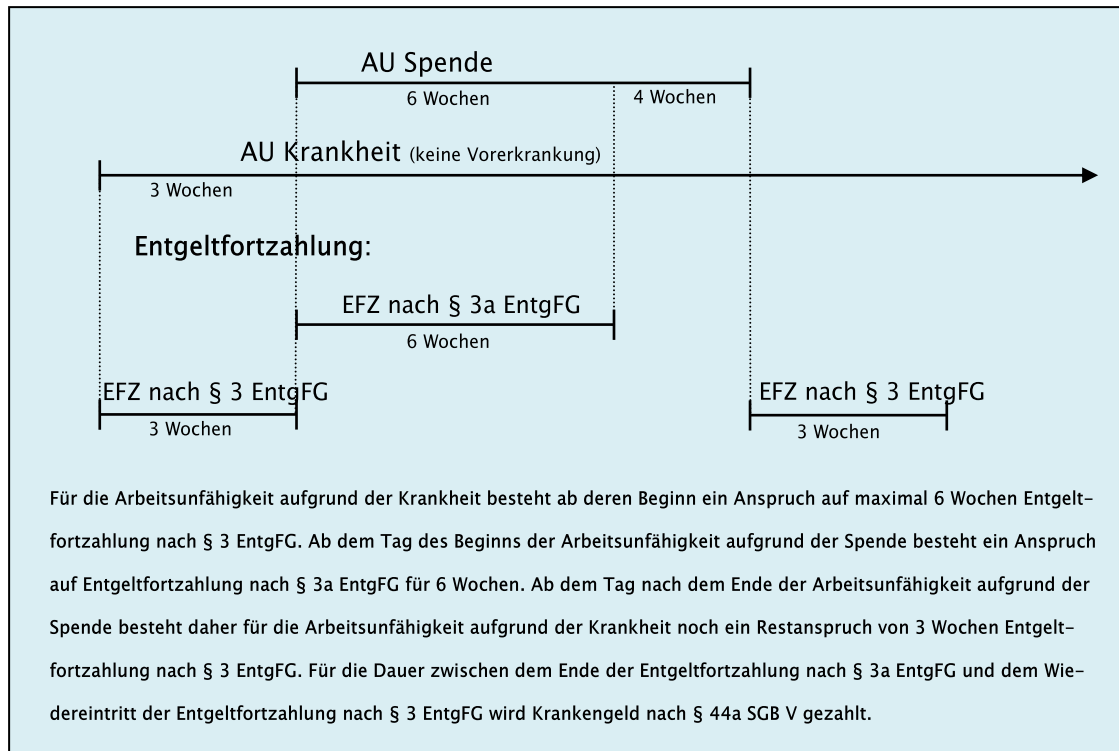 AU Spende
6 Wochen
4 Wochen
AU Krankheit (keine Vorerkrankung)
3 Wochen
Entgeltfortzahlung:
EFZ nach § 3a EntgFG
6 Wochen
EFZ nach § 3 EntgFG
3 Wochen
EFZ nach § 3 EntgFG
3 Wochen
Für die Arbeitsunfähigkeit aufgrund der Krankheit besteht ab deren Beginn ein Anspruch auf maximal 6 Wochen Entgelt-
fortzahlung nach § 3 EntgFG. Ab dem Tag des Beginns der Arbeitsunfähigkeit aufgrund der Spende besteht ein Anspruch
auf Entgeltfortzahlung nach § 3a EntgFG für 6 Wochen. Ab dem Tag nach dem Ende der Arbeitsunfähigkeit aufgrund der
Spende besteht daher für die Arbeitsunfähigkeit aufgrund der Krankheit noch ein Restanspruch von 3 Wochen Entgelt-
fortzahlung nach § 3 EntgFG. Für die Dauer zwischen dem Ende der Entgeltfortzahlung nach § 3a EntgFG und dem Wie-
dereintritt der Entgeltfortzahlung nach § 3 EntgFG wird Krankengeld nach § 44a SGB V gezahlt.